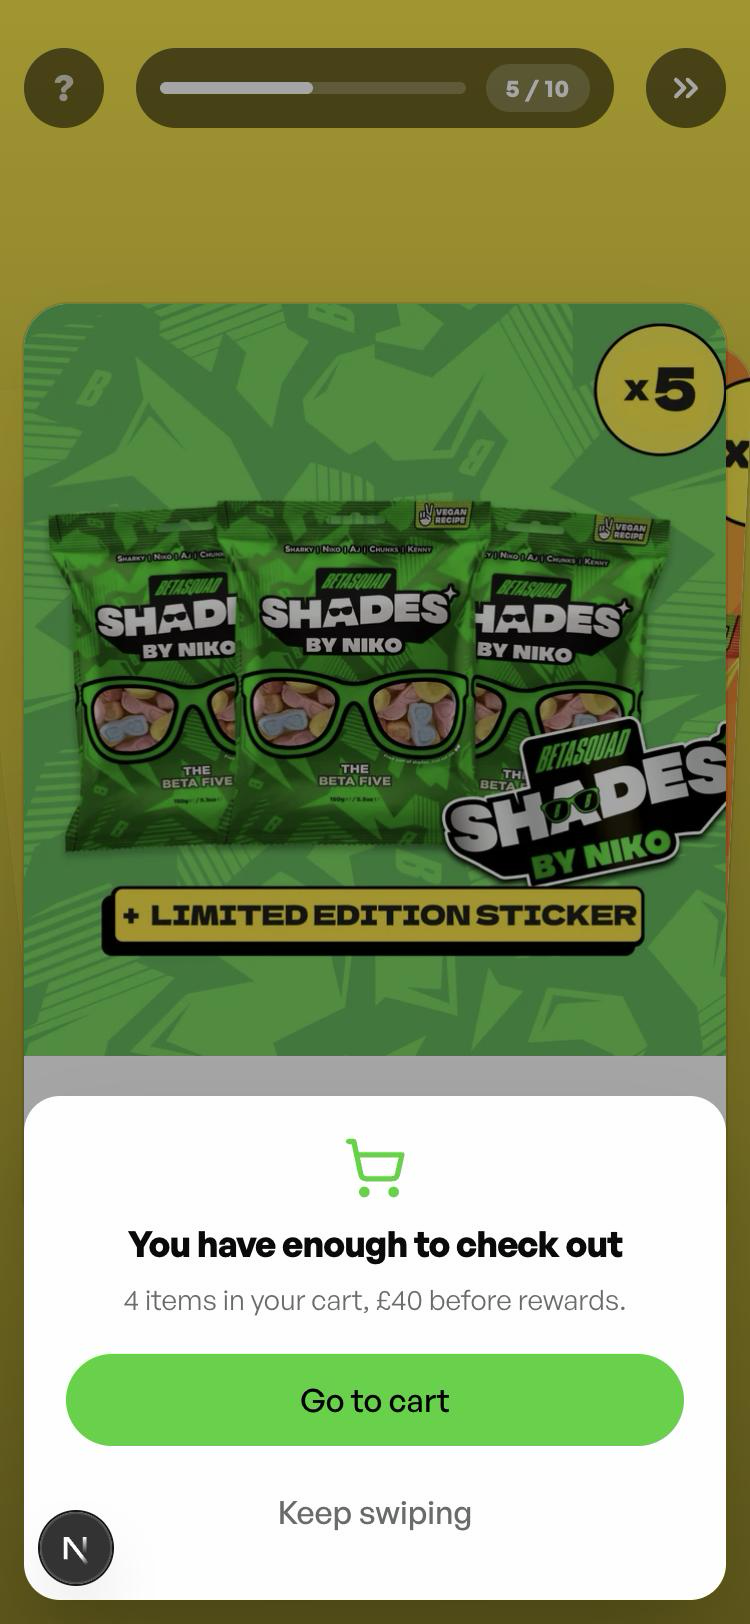 ?
5 / 10
x5
x
VEGAN RECIPE
VEGAN RECIPE
SHARKY | NIKO | AJ | CHUNKS | KENNY
BETASQUAD
BETASQUAD
BETASQUAD
SHADES
BY NIKO
SHADES
BY NIKO
BY NIKO
THE
BETA FIVE
THE
BETA FIVE
BETASQUAD
SHADES
BY NIKO
+ LIMITED EDITION STICKER
You have enough to check out
4 items in your cart, £40 before rewards.
Go to cart
Keep swiping
N